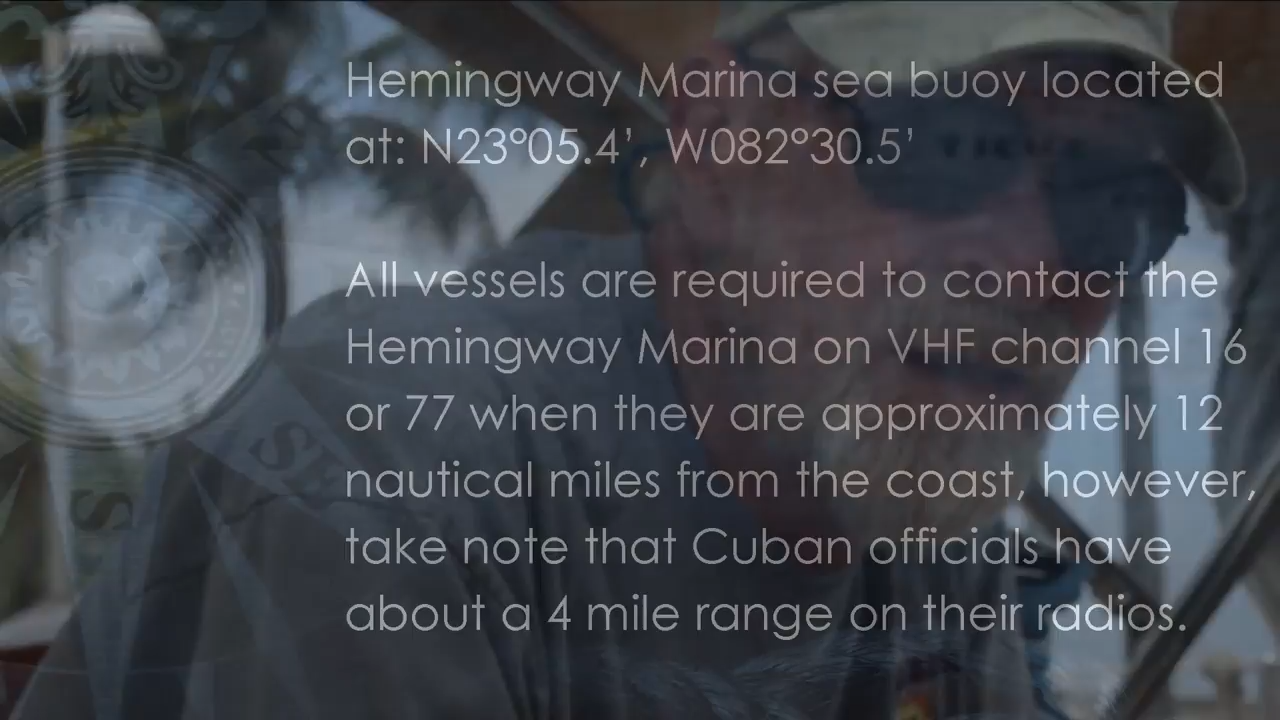 Hemingway Marina sea buoy located
at: N23°05.4’, W082°30.5’
All vessels are required to contact the
Hemingway Marina on VHF channel 16
or 77 when they are approximately 12
nautical miles from the coast, however,
take note that Cuban officials have
about a 4 mile range on their radios.